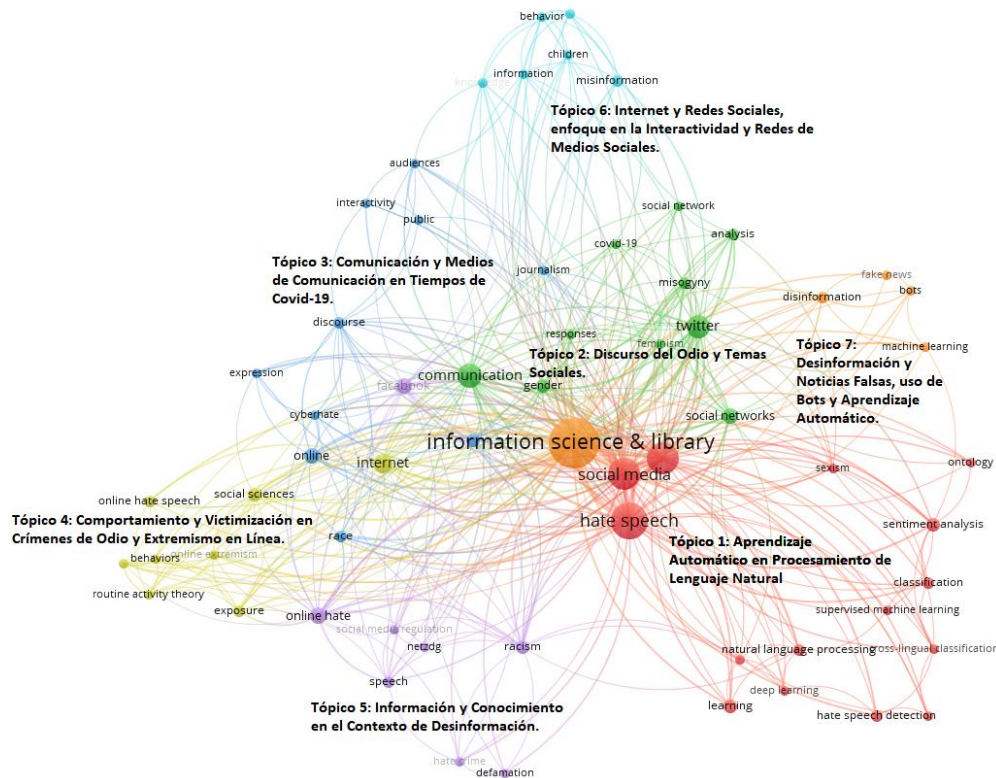 behavior
children
information
knowledge
misinformation
Tópico 6: Internet y Redes Sociales,
enfoque en la Interactividad y Redes de
Medios Sociales.
audiences
interactivity
public
social network
analysis
covid-19
Tópico 3: Comunicación y Medios
de Comunicación en Tiempos de
Covid-19.
journalism
misogyny
fake news
bots
disinformation
discourse
responses
feminism
twitter
machine learning
Tópico 2: Discurso del Odio y Temas
Sociales.
Tópico 7:
Desinformación y
Noticias Falsas, uso de
Bots y Aprendizaje
Automático.
expression
facebook
communication
gender
cyberhate
social networks
online
internet
information science & library
social media
sexism
ontology
online hate speech
social sciences
hate speech
sentiment analysis
Tópico 4: Comportamiento y Victimización en
Crímenes de Odio y Extremismo en Línea.
race
Tópico 1: Aprendizaje
Automático en Procesamiento de
Lenguaje Natural
behaviors
online extremism
routine activity theory
exposure
classification
online hate
supervised machine learning
social media regulation
netzdg
racism
natural language processing
cross-lingual classification
speech
deep learning
learning
hate speech detection
Tópico 5: Información y Conocimiento
en el Contexto de Desinformación.
hate crime
defamation